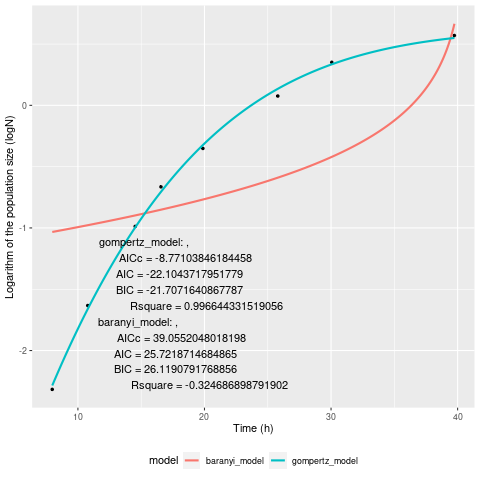 Logarithm of the population size (logN)
0
-1
-2
gompertz_model: ,
AICc = -8.77103846184458
AIC = -22.1043717951779
BIC = -21.7071640867787
Rsquare = 0.996644331519056
baranyi_model: ,
AICc = 39.0552048018198
AIC = 25.7218714684865
BIC = 26.1190791768856
Rsquare = -0.324686898791902
10 20 30 40
Time (h)
model baranyi_model gompertz_model